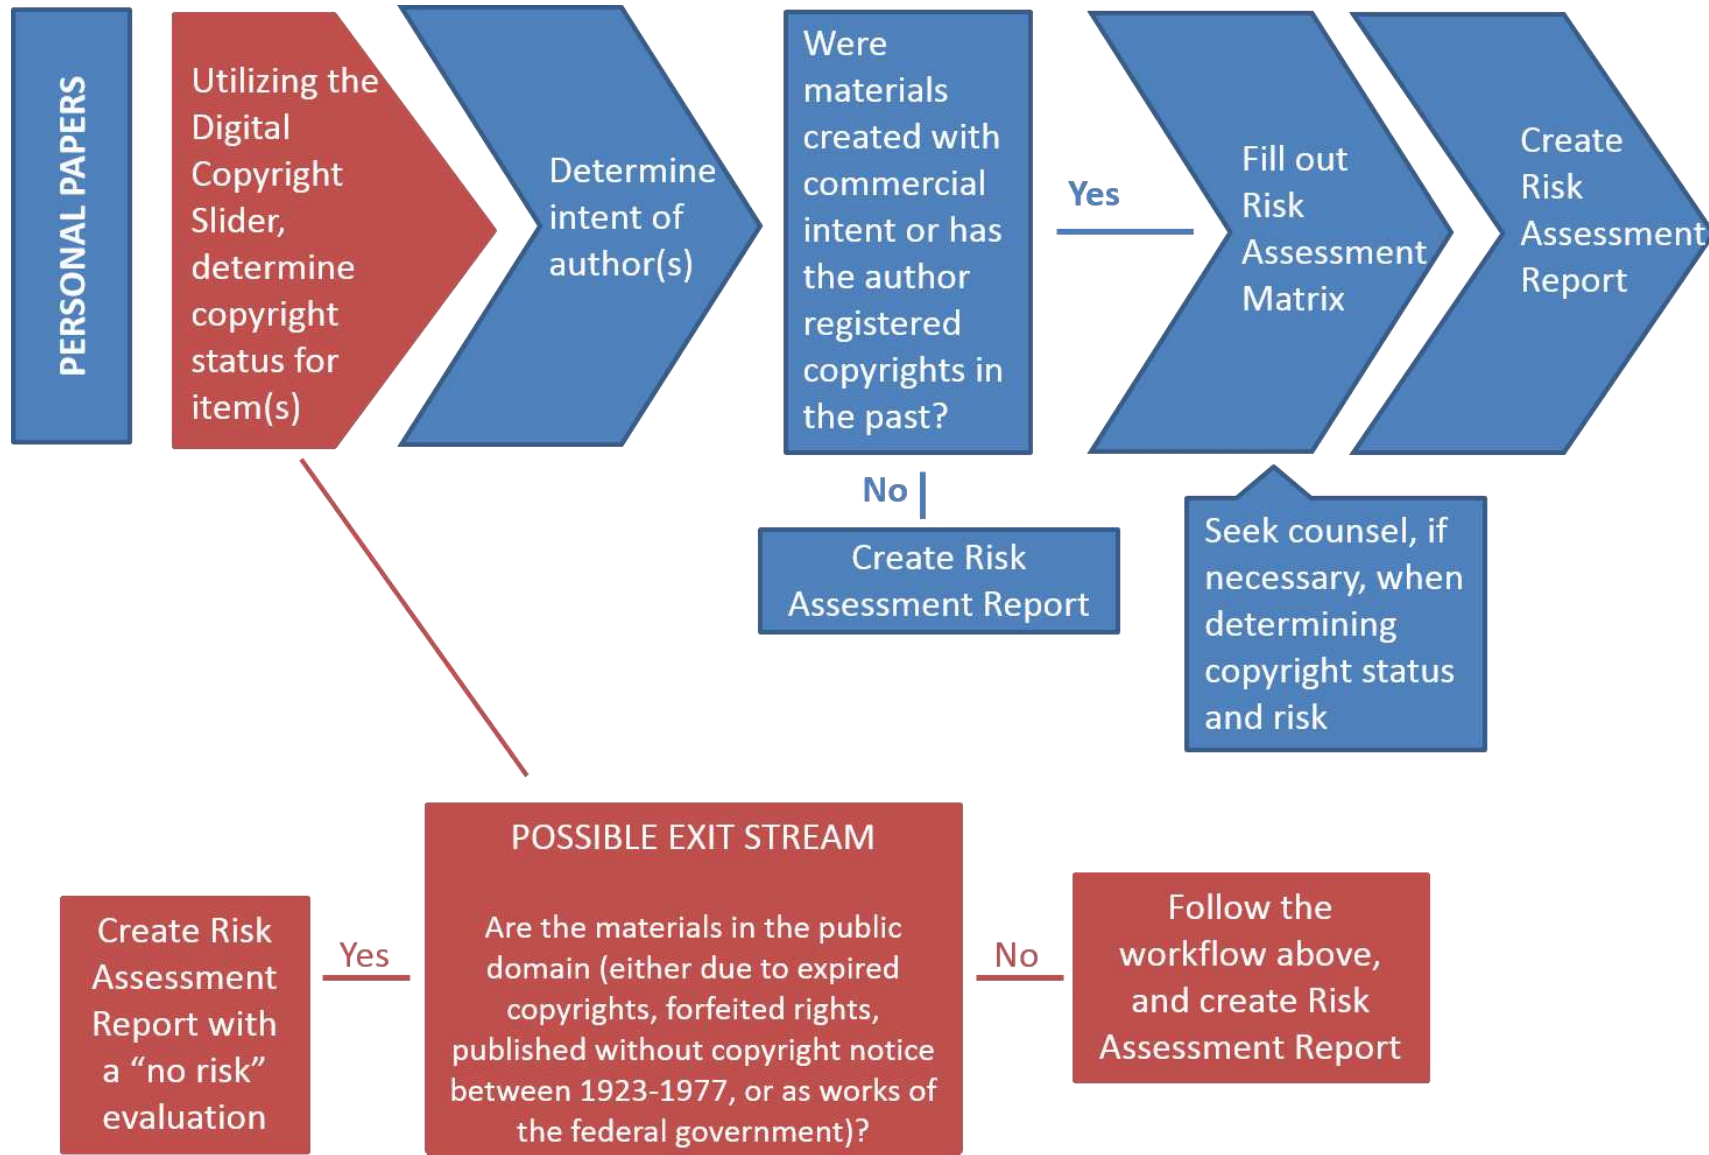 PERSONAL PAPERS
Utilizing the
Digital
Copyright
Slider,
determine
copyright
status for
item(s)
Determine
intent of
author(s)
Were
materials
created with
commercial
intent or has
the author
registered
copyrights in
the past?
Yes
Fill out
Risk
Assessment
Matrix
Create
Risk
Assessment
Report
No
Create Risk
Assessment Report
Seek counsel, if
necessary, when
determining
copyright status
and risk
POSSIBLE EXIT STREAM
Are the materials in the public
domain (either due to expired
copyrights, forfeited rights,
published without copyright notice
between 1923-1977, or as works of
the federal government)?
Yes
Create Risk
Assessment
Report with
a “no risk”
evaluation
No
Follow the
workflow above,
and create Risk
Assessment Report